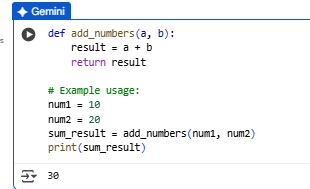 Gemini
s
def add_numbers(a, b):
    result = a + b
    return result

# Example usage:
num1 = 10
num2 = 20
sum_result = add_numbers(num1, num2)
print(sum_result)
30